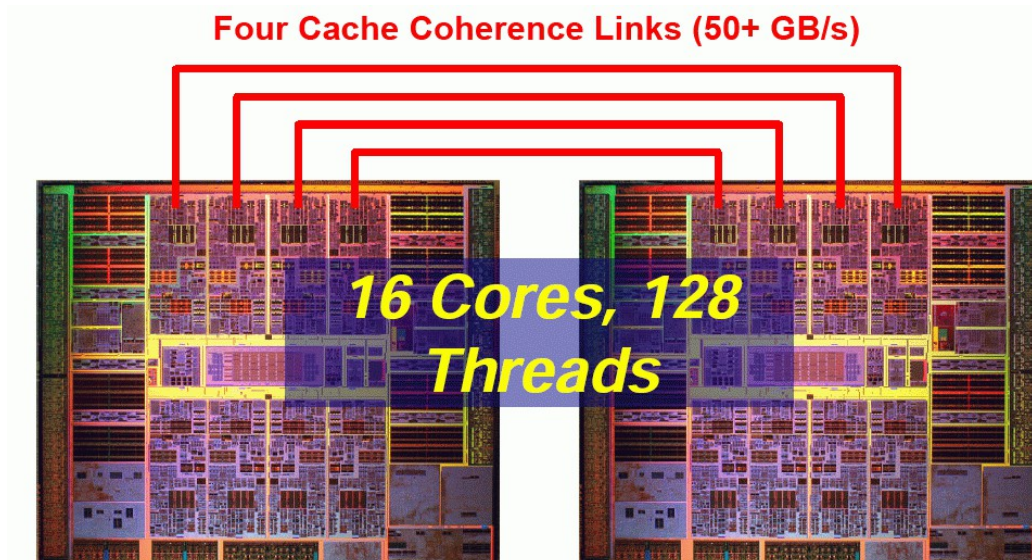 Four Cache Coherence Links (50+ GB/s)
16 Cores, 128
Threads